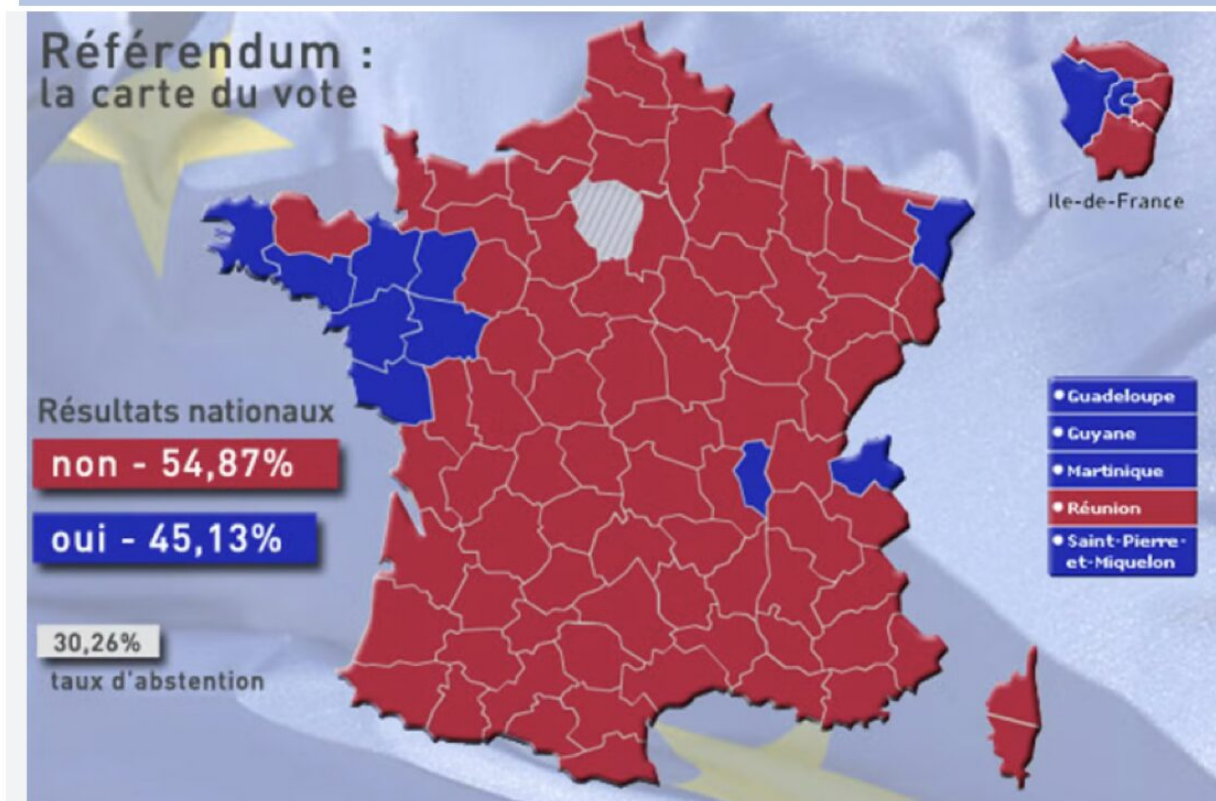 Référendum :
la carte du vote
Ile-de-France
Résultats nationaux
non - 54,87%
oui - 45,13%
30,26%
taux d'abstention
Guadeloupe
Guyane
Martinique
Réunion
Saint-Pierre-
et-Miquelon